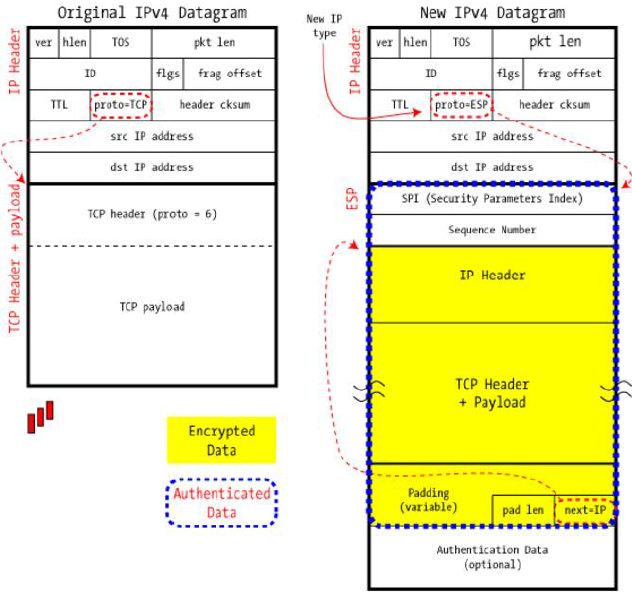 Original IPv4 Datagram
IP Header
ver hlen TOS pkt len
ID flgs frag offset
TTL proto=TCP header cksum
src IP address
dst IP address
TCP Header + payload
TCP header (proto = 6)
TCP payload
Encrypted
Data
Authenticated
Data
New IP
type
New IPv4 Datagram
IP Header
ver hlen TOS pkt len
ID flgs frag offset
TTL proto=ESP header cksum
src IP address
dst IP address
ESP
SPI (Security Parameters Index)
Sequence Number
IP Header
TCP Header
+ Payload
Padding
(variable)
pad len next=IP
Authentication Data
(optional)